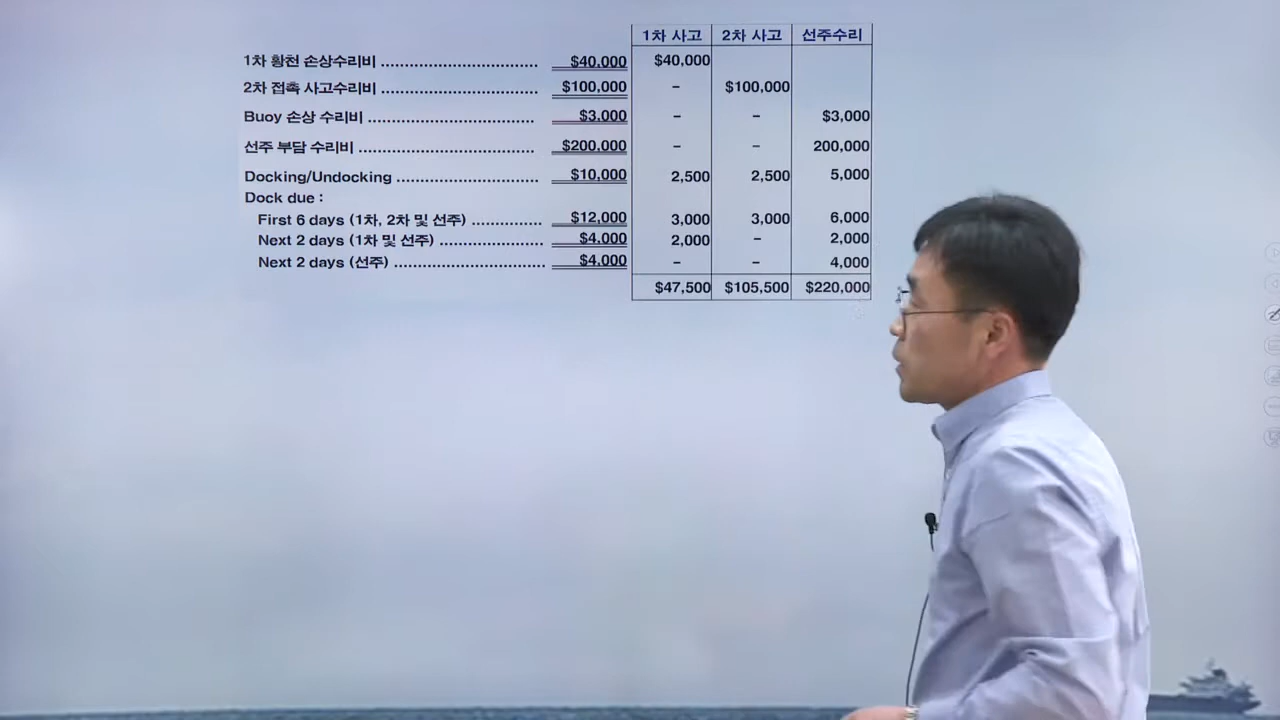 1차 사고 2차 사고 선주수리
1차 황천 손상수리비 ................................ $40,000 $40,000
2차 접촉 사고수리비 ................................ $100,000 – $100,000
Buoy 손상 수리비 .................................. $3,000 – – $3,000
선주 부담 수리비 ................................... $200,000 – – 200,000
Docking/Undocking ............................. $10,000 2,500 2,500 5,000
Dock due :
First 6 days (1차, 2차 및 선주) .............. $12,000 3,000 3,000 6,000
Next 2 days (1차 및 선주) ..................... $4,000 2,000 – 2,000
Next 2 days (선주) .............................. $4,000 – – 4,000
$47,500 $105,500 $220,000